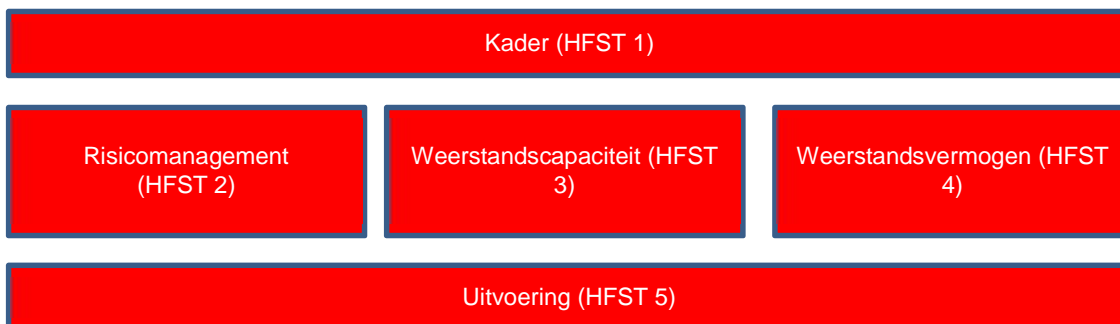 Kader (HFST 1)
Risicomanagement
(HFST 2)
Weerstandscapaciteit (HFST
3)
Weerstandsvermogen (HFST
4)
Uitvoering (HFST 5)